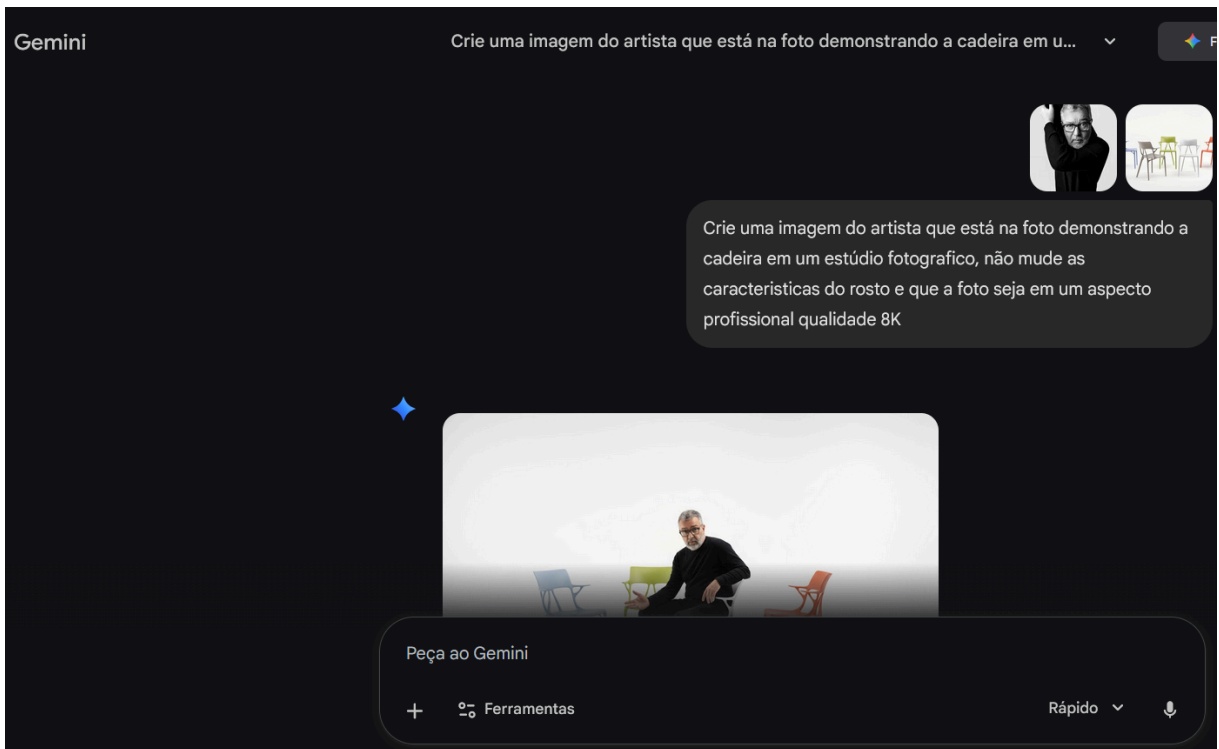 Gemini
Crie uma imagem do artista que está na foto demonstrando a cadeira em u...
F
Crie uma imagem do artista que está na foto demonstrando a
cadeira em um estúdio fotografico, não mude as
caracteristicas do rosto e que a foto seja em um aspecto
profissional qualidade 8K
Peça ao Gemini
Ferramentas
Rápido